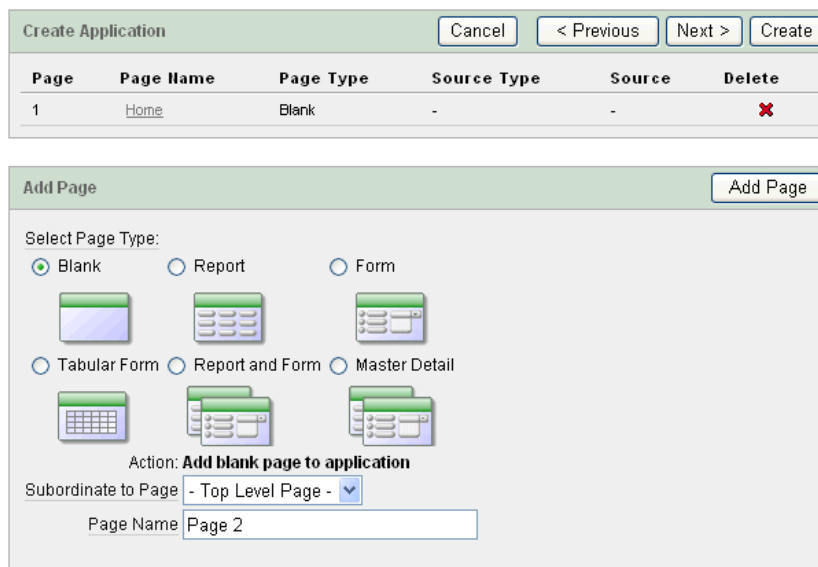 Create Application Cancel < Previous Next > Create
Page Page Name Page Type Source Type Source Delete
1 Home Blank - -
Add Page Add Page
Select Page Type:
Blank Report Form
Tabular Form Report and Form Master Detail
Action: Add blank page to application
Subordinate to Page - Top Level Page -
Page Name Page 2